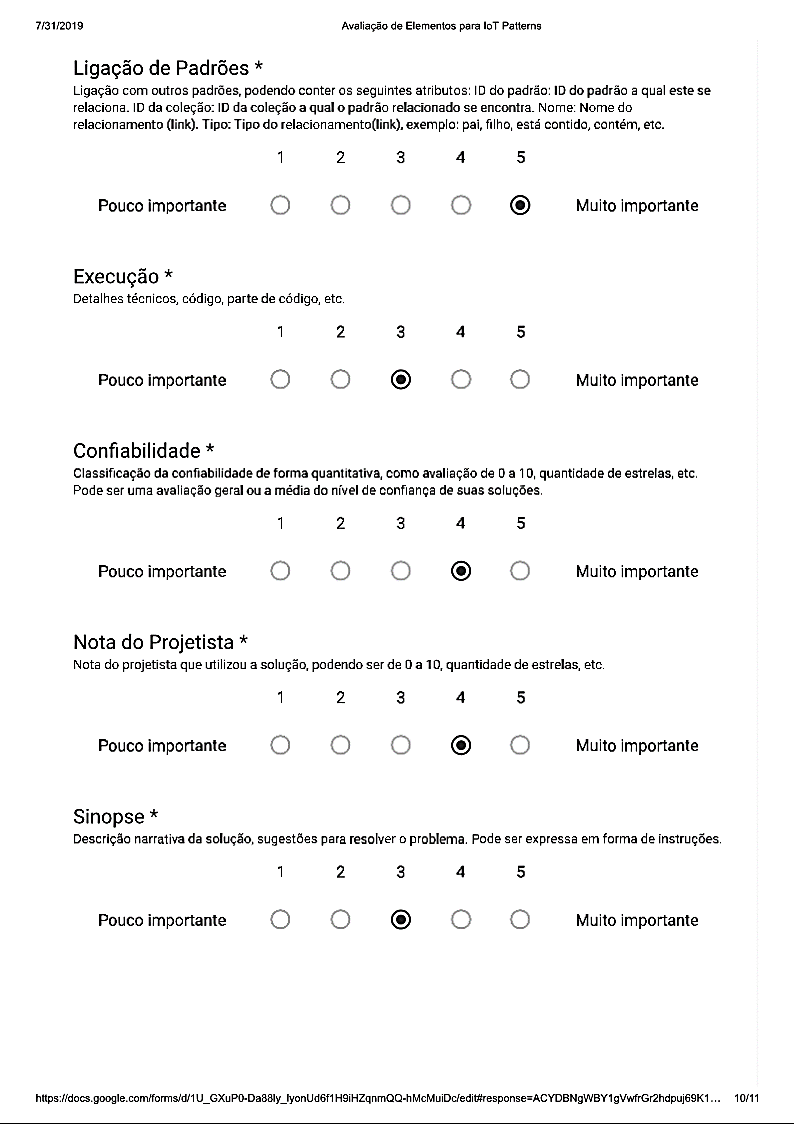 7/31/2019 Avaliação de Elementos para IoT Patterns
Ligação de Padrões *
Ligação com outros padrões, podendo conter os seguintes atributos: ID do padrão: ID do padrão a qual este se
relaciona. ID da coleção: ID da coleção a qual o padrão relacionado se encontra. Nome: Nome do
relacionamento (link). Tipo: Tipo do relacionamento(link), exemplo: pai, filho, está contido, contém, etc.
1 2 3 4 5
Pouco importante Muito importante
Execução *
Detalhes técnicos, código, parte de código, etc.
1 2 3 4 5
Pouco importante Muito importante
Confiabilidade *
Classificação da confiabilidade de forma quantitativa, como avaliação de 0 a 10, quantidade de estrelas, etc.
Pode ser uma avaliação geral ou a média do nível de confiança de suas soluções.
1 2 3 4 5
Pouco importante Muito importante
Nota do Projetista *
Nota do projetista que utilizou a solução, podendo ser de 0 a 10, quantidade de estrelas, etc.
1 2 3 4 5
Pouco importante Muito importante
Sinopse *
Descrição narrativa da solução, sugestões para resolver o problema. Pode ser expressa em forma de instruções.
1 2 3 4 5
Pouco importante Muito importante
https://docs.google.com/forms/d/1U_GXuP0-Da88ly_IyonUd6f1H9iHZqnmQQ-hMcMuiDc/edit#response=ACYDBNgWBY1gVwfrGr2hdpuj69K1… 10/11